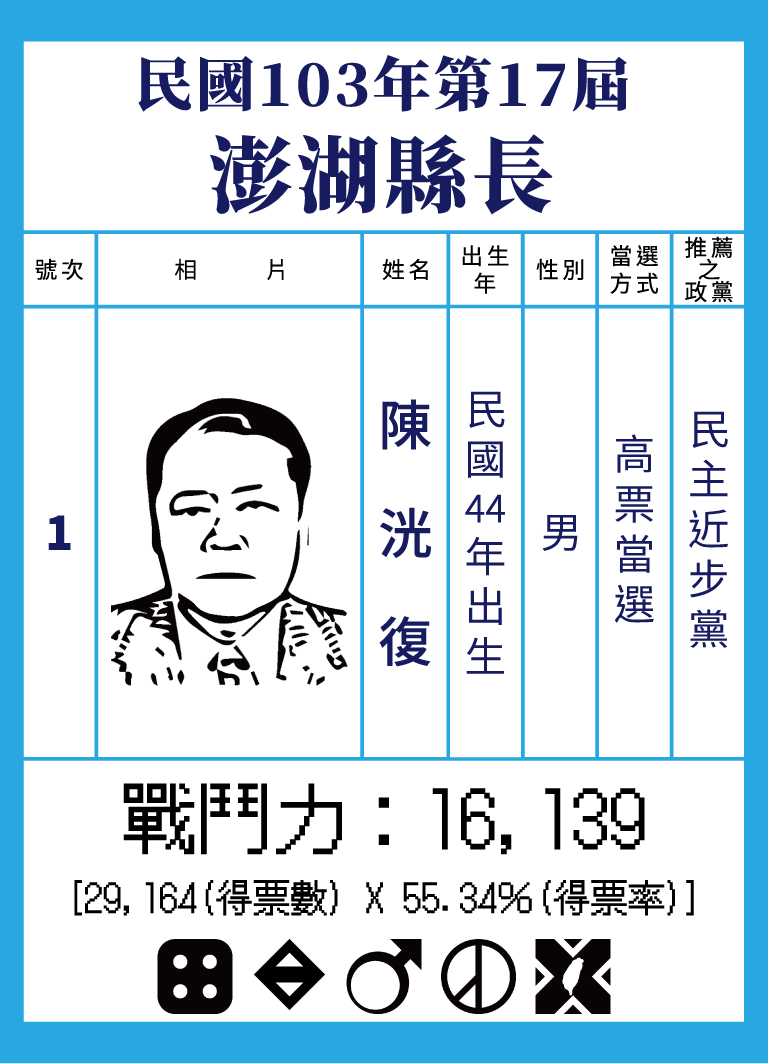 民國103年第17屆
澎湖縣長
號次
相片
姓名
出生年
性別
當選方式
推薦之政黨
1
陳洸復
民國44年出生
男
高票當選
民主近步黨
戰鬥力：16,139
[29,164(得票數) X 55.34%(得票率)]